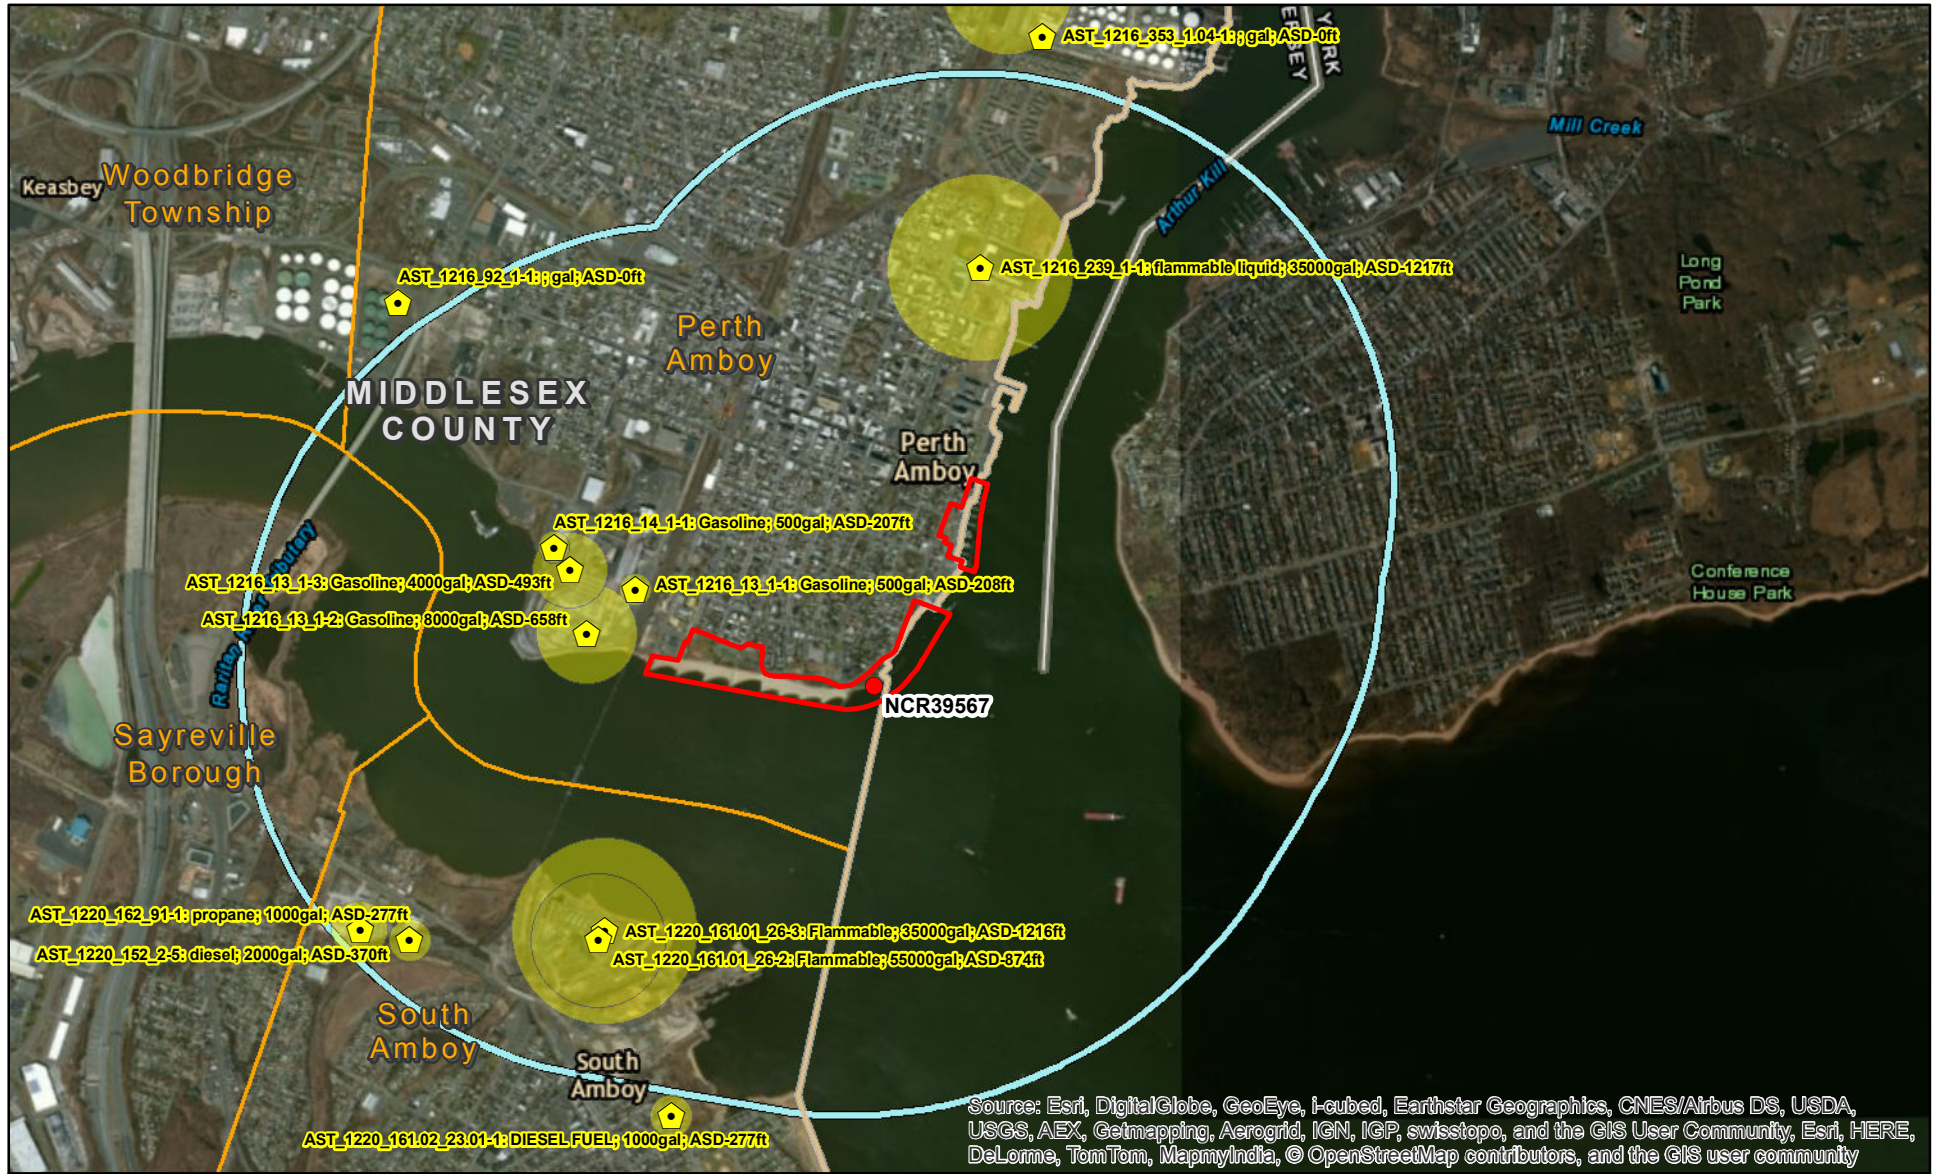 AST_1216_353_1.04-1: ; gal; ASD-0ft
YORK
JERSEY
Mill Creek
Woodbridge
Township
Keasbey
Arthur Kill
AST_1216_92_1-1: ; gal; ASD-0ft
AST_1216_239_1-1: flammable liquid; 35000gal; ASD-1217ft
Long
Pond
Park
Perth
Amboy
MIDDLESEX
COUNTY
Perth
Amboy
AST_1216_14_1-1: Gasoline; 500gal; ASD-207ft
AST_1216_13_1-3: Gasoline; 4000gal; ASD-493ft
AST_1216_13_1-1: Gasoline; 500gal; ASD-208ft
AST_1216_13_1-2: Gasoline; 8000gal; ASD-658ft
Conference
House Park
Raritan River Tributary
NCR39567
Sayreville
Borough
AST_1220_162_91-1: propane; 1000gal; ASD-277ft
AST_1220_152_2-5: diesel; 2000gal; ASD-370ft
AST_1220_161.01_26-3: Flammable; 35000gal; ASD-1216ft
AST_1220_161.01_26-2: Flammable; 55000gal; ASD-874ft
South
Amboy
South
Amboy
AST_1220_161.02_23.01-1: DIESEL FUEL; 1000gal; ASD-277ft
Source: Esri, DigitalGlobe, GeoEye, i-cubed, Earthstar Geographics, CNES/Airbus DS, USDA,
USGS, AEX, Getmapping, Aerogrid, IGN, IGP, swisstopo, and the GIS User Community, Esri, HERE,
DeLorme, TomTom, MapmyIndia, © OpenStreetMap contributors, and the GIS user community